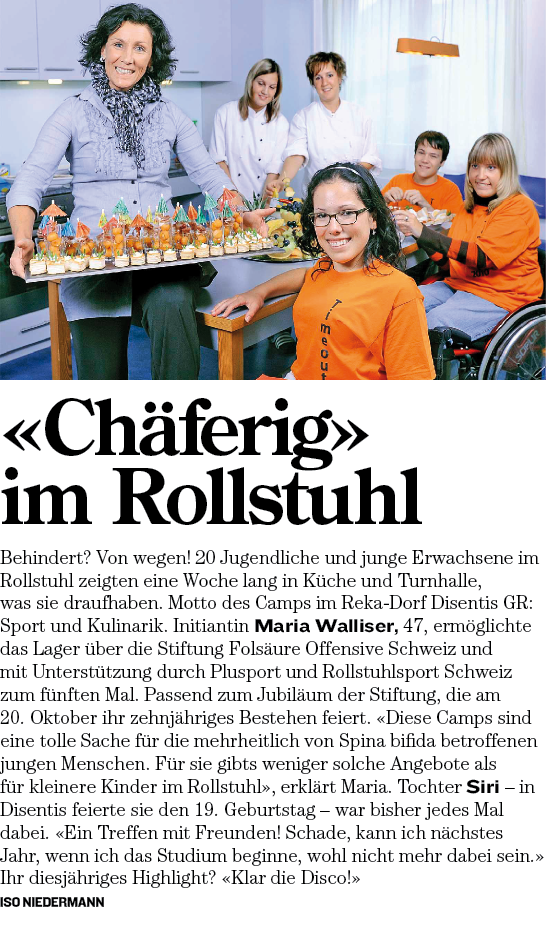 Timeout
«Chäferig»
im Rollstuhl
Behindert? Von wegen! 20 Jugendliche und junge Erwachsene im
Rollstuhl zeigten eine Woche lang in Küche und Turnhalle,
was sie draufhaben. Motto des Camps im Reka-Dorf Disentis GR:
Sport und Kulinarik. Initiantin Maria Walliser, 47, ermöglichte
das Lager über die Stiftung Folsäure Offensive Schweiz und
mit Unterstützung durch Plusport und Rollstuhlsport Schweiz
zum fünften Mal. Passend zum Jubiläum der Stiftung, die am
20. Oktober ihr zehnjähriges Bestehen feiert. «Diese Camps sind
eine tolle Sache für die mehrheitlich von Spina bifida betroffenen
jungen Menschen. Für sie gibts weniger solche Angebote als
für kleinere Kinder im Rollstuhl», erklärt Maria. Tochter Siri – in
Disentis feierte sie den 19. Geburtstag – war bisher jedes Mal
dabei. «Ein Treffen mit Freunden! Schade, kann ich nächstes
Jahr, wenn ich das Studium beginne, wohl nicht mehr dabei sein.»
Ihr diesjähriges Highlight? «Klar die Disco!»
ISO NIEDERMANN